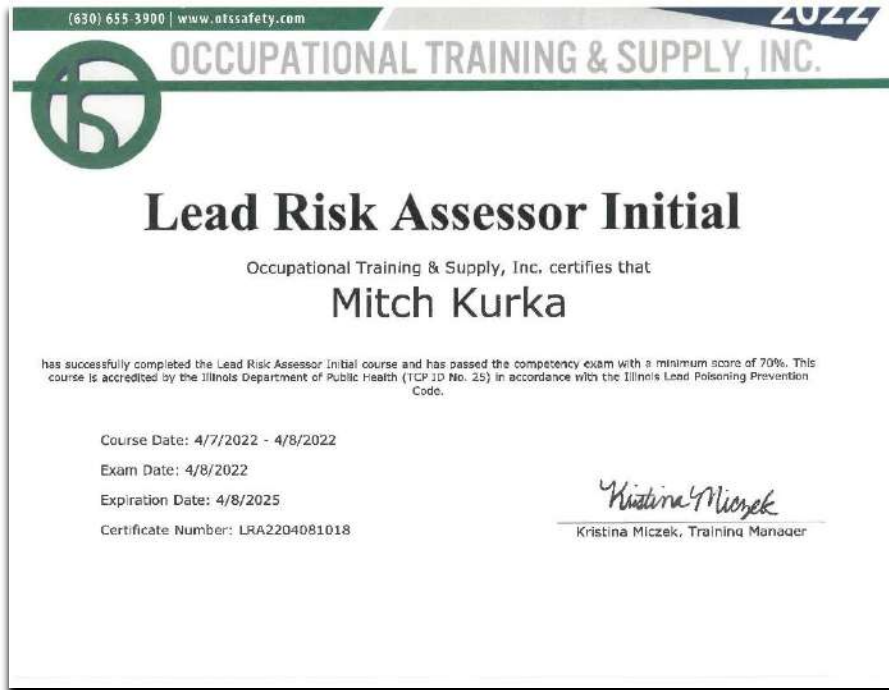 (630) 655-3900 | www.otssafety.com
2022
OCCUPATIONAL TRAINING & SUPPLY, INC.
Lead Risk Assessor Initial
Occupational Training & Supply, Inc. certifies that
Mitch Kurka
has successfully completed the Lead Risk Assessor Initial course and has passed the competency exam with a minimum score of 70%. This
course is accredited by the Illinois Department of Public Health (TCP ID No. 25) in accordance with the Illinois Lead Poisoning Prevention
Code.
Course Date: 4/7/2022 - 4/8/2022
Exam Date: 4/8/2022
Expiration Date: 4/8/2025
Certificate Number: LRA2204081018
Kristina Miczek
Kristina Miczek, Training Manager